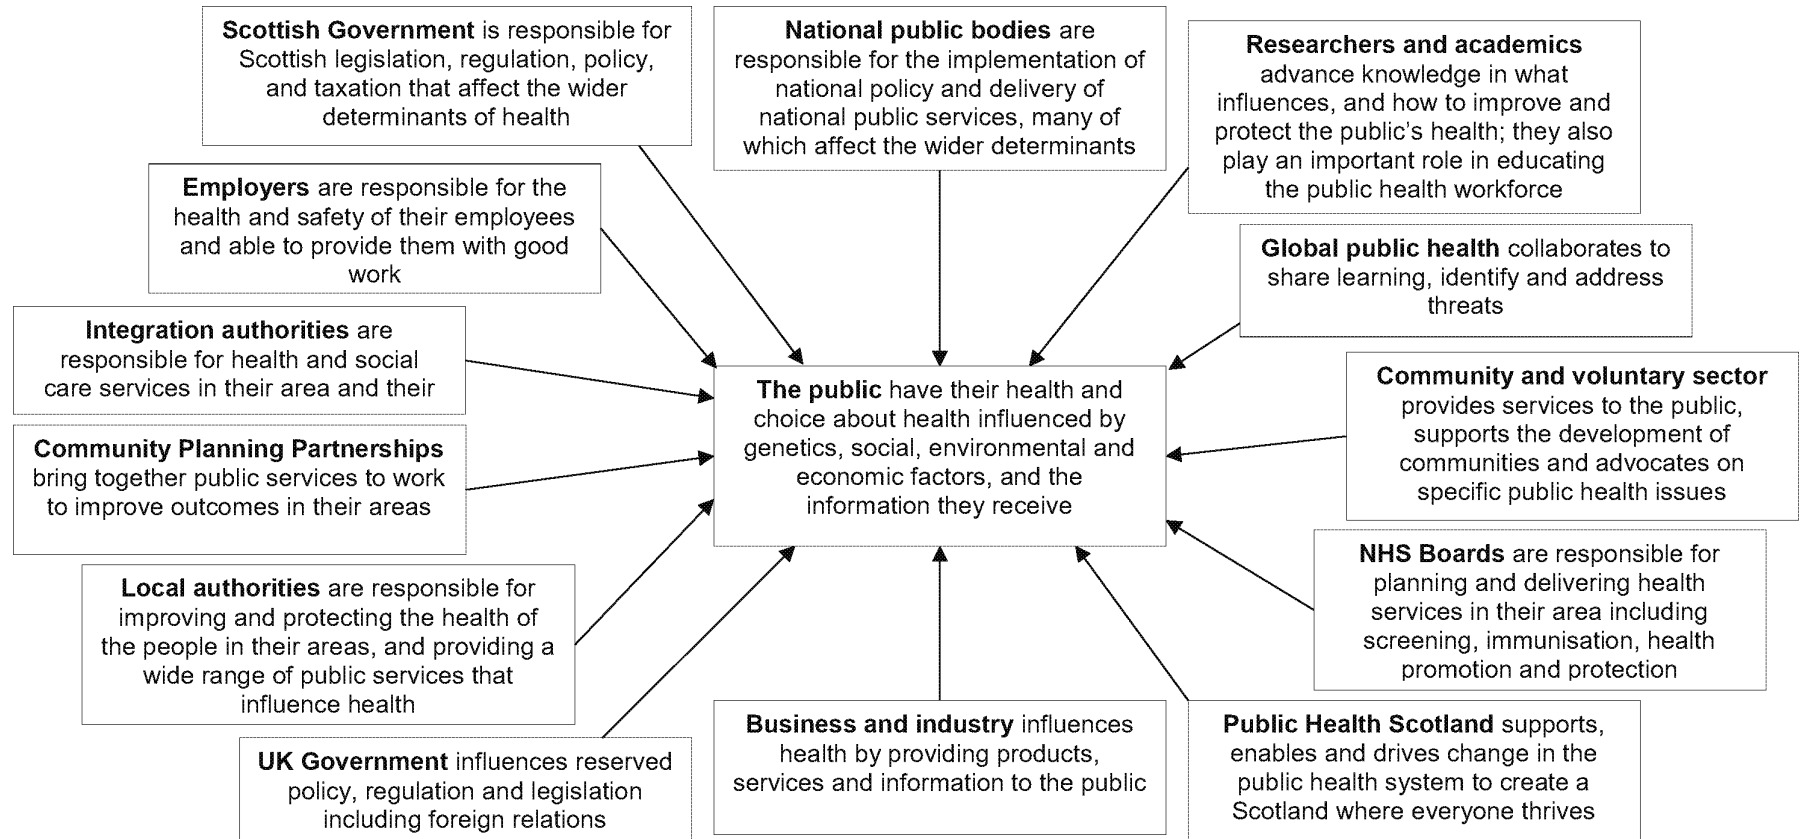 Scottish Government is responsible for
Scottish legislation, regulation, policy,
and taxation that affect the wider
determinants of health
National public bodies are
responsible for the implementation of
national policy and delivery of
national public services, many of
which affect the wider determinants
Researchers and academics
advance knowledge in what
influences, and how to improve and
protect the public's health; they also
play an important role in educating
the public health workforce
Employers are responsible for the
health and safety of their employees
and able to provide them with good
work
Global public health collaborates to
share learning, identify and address
threats
Integration authorities are
responsible for health and social
care services in their area and their
The public have their health and
choice about health influenced by
genetics, social, environmental and
economic factors, and the
information they receive
Community and voluntary sector
provides services to the public,
supports the development of
communities and advocates on
specific public health issues
Community Planning Partnerships
bring together public services to work
to improve outcomes in their areas
NHS Boards are responsible for
planning and delivering health
services in their area including
screening, immunisation, health
promotion and protection
Local authorities are responsible for
improving and protecting the health of
the people in their areas, and providing a
wide range of public services that
influence health
UK Government influences reserved
policy, regulation and legislation
including foreign relations
Business and industry influences
health by providing products,
services and information to the public
Public Health Scotland supports,
enables and drives change in the
public health system to create a
Scotland where everyone thrives